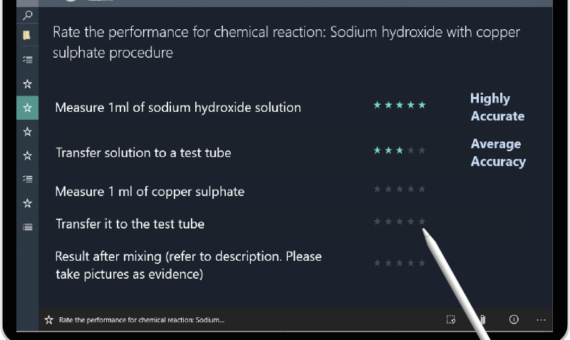 Rate the performance for chemical reaction: Sodium hydroxide with copper
sulphate procedure
Measure 1ml of sodium hydroxide solution
Highly
Accurate
Transfer solution to a test tube
Average
Accuracy
Measure 1 ml of copper sulphate
Transfer it to the test tube
Result after mixing (refer to description. Please
take pictures as evidence)
Rate the performance for chemical reaction: Sodium...